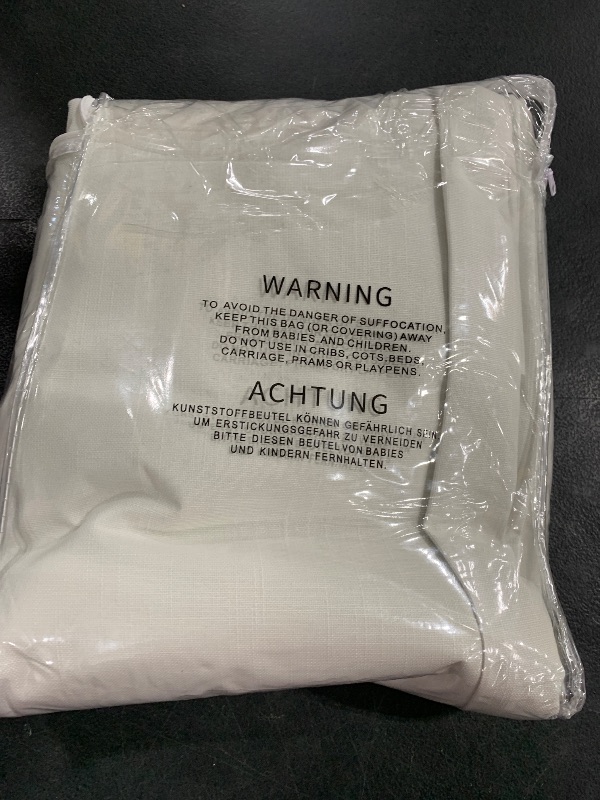 WARNING
TO AVOID THE DANGER OF SUFFOCATION,
KEEP THIS BAG (OR COVERING) AWAY
FROM BABIES AND CHILDREN.
DO NOT USE IN CRIBS, COTS,BEDS,
CARRIAGE, PRAMS OR PLAYPENS.
ACHTUNG
KUNSTSTOFFBEUTEL KÖNNEN GEFÄHRLICH SEIN
UM ERSTICKUNGSGEFAHR ZU VERNEIDEN
BITTE DIESEN BEUTEL VON BABIES
UND KINDERN FERNHALTEN.